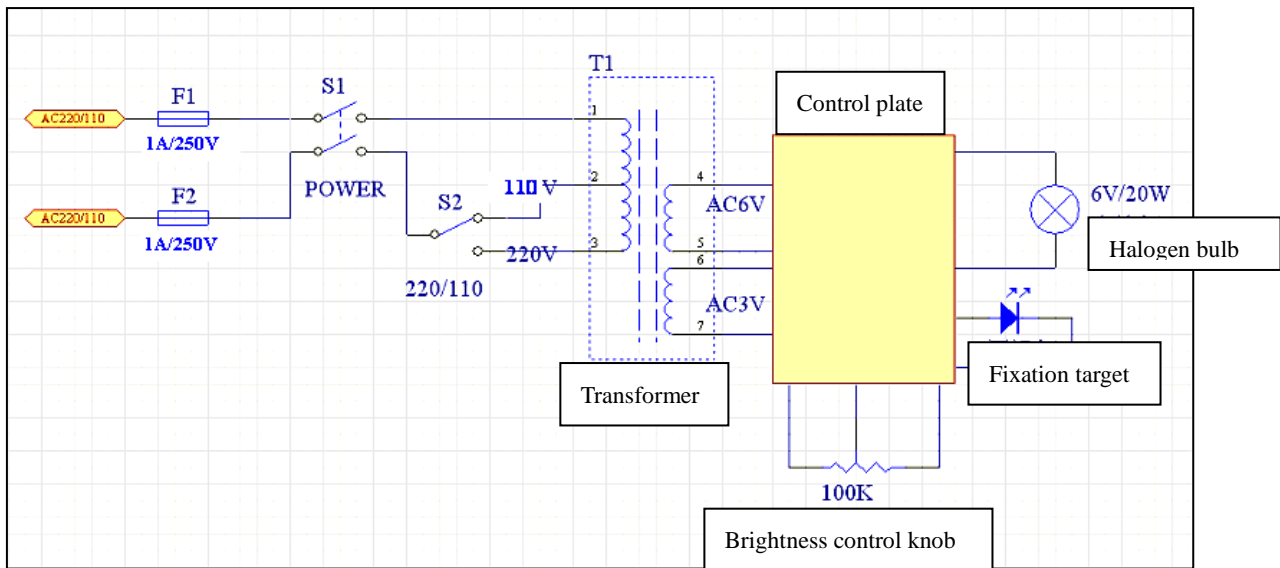 T1
S1
Control plate
F1
AC220/110
1
1A/250V
2
110 V
4
POWER
F2
S2
AC6V
6V/20W
AC220/110
3
220V
5
Halogen bulb
1A/250V
6
220/110
AC3V
7
Fixation target
Transformer
100K
Brightness control knob